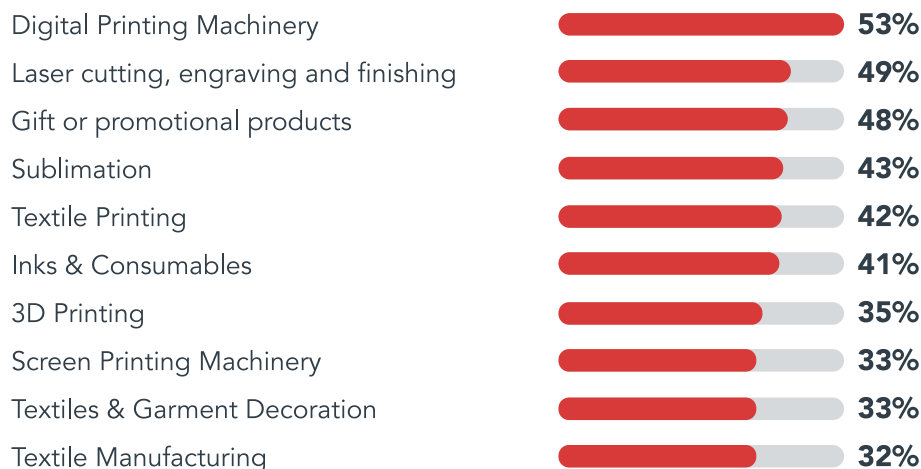 Digital Printing Machinery 53%
Laser cutting, engraving and finishing 49%
Gift or promotional products 48%
Sublimation 43%
Textile Printing 42%
Inks & Consumables 41%
3D Printing 35%
Screen Printing Machinery 33%
Textiles & Garment Decoration 33%
Textile Manufacturing 32%